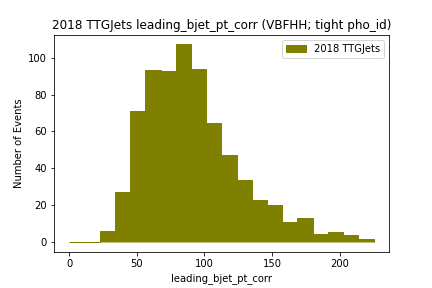 2018 TTGJets leading_bjet_pt_corr (VBFHH; tight pho_id)
2018 TTGJets
Number of Events
100
80
60
40
20
0
0 50 100 150 200
leading_bjet_pt_corr